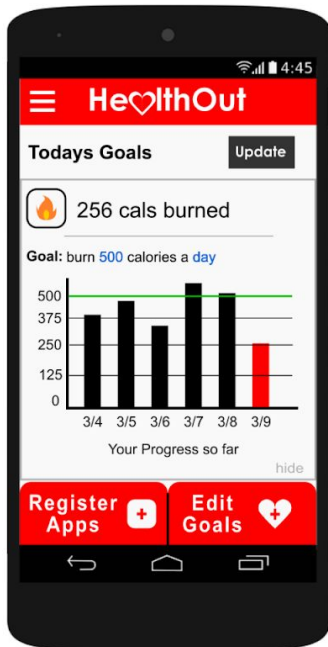 4:45
HealthOut
Todays Goals
Update
256 cals burned
Goal: burn 500 calories a day
500
375
250
125
0
3/4 3/5 3/6 3/7 3/8 3/9
Your Progress so far
hide
Register
Apps
Edit
Goals